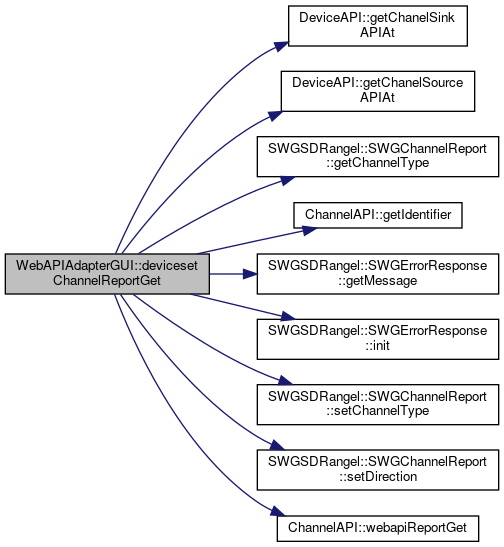 DeviceAPI::getChanelSink
APIAt
DeviceAPI::getChanelSource
APIAt
SWGSDRangel::SWGChannelReport
::getChannelType
ChannelAPI::getIdentifier
WebAPIAdapterGUI::deviceset
ChannelReportGet
SWGSDRangel::SWGErrorResponse
::getMessage
SWGSDRangel::SWGErrorResponse
::init
SWGSDRangel::SWGChannelReport
::setChannelType
SWGSDRangel::SWGChannelReport
::setDirection
ChannelAPI::webapiReportGet